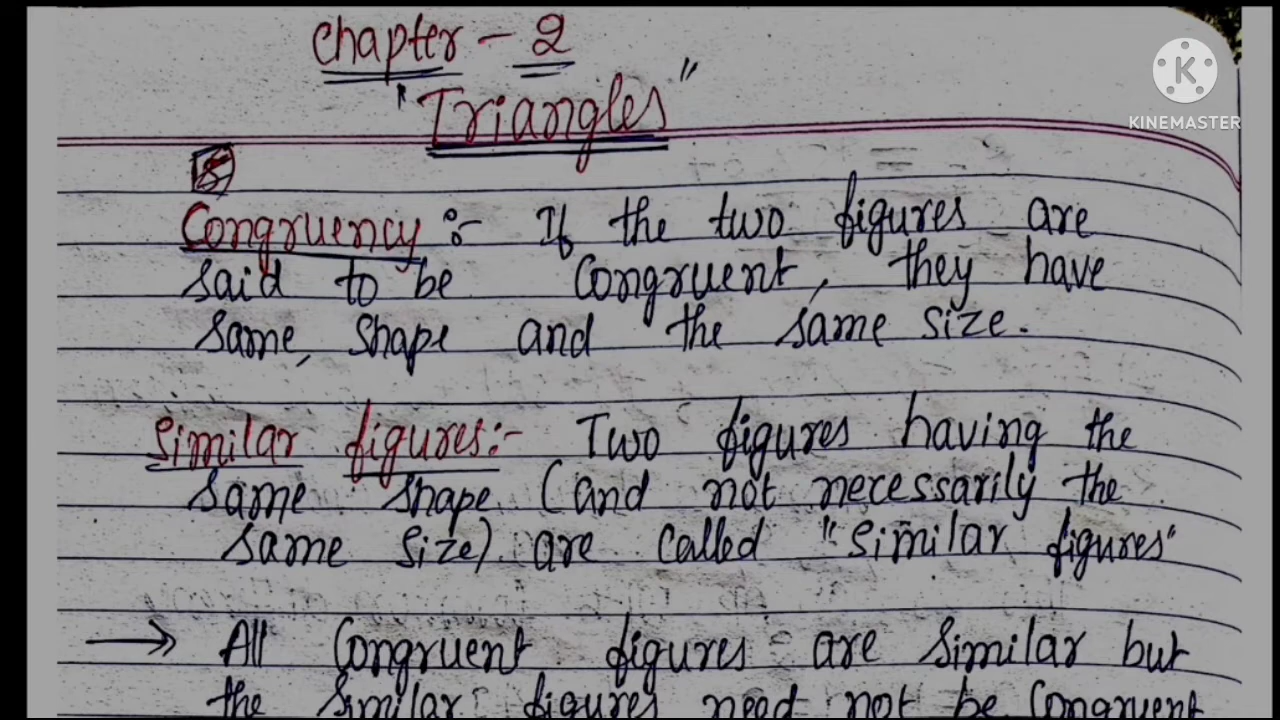 Chapter - 2
"Triangles"
KINEMASTER
Congruency :- If the two figures are
said to be Congruent, they have
same, shape and the same size.
Similar figures:- Two figures having the
same shape (and not necessarily the
same size) are called "Similar figures"
→ All Congruent figures are similar but
the similar figures need not be Congruent